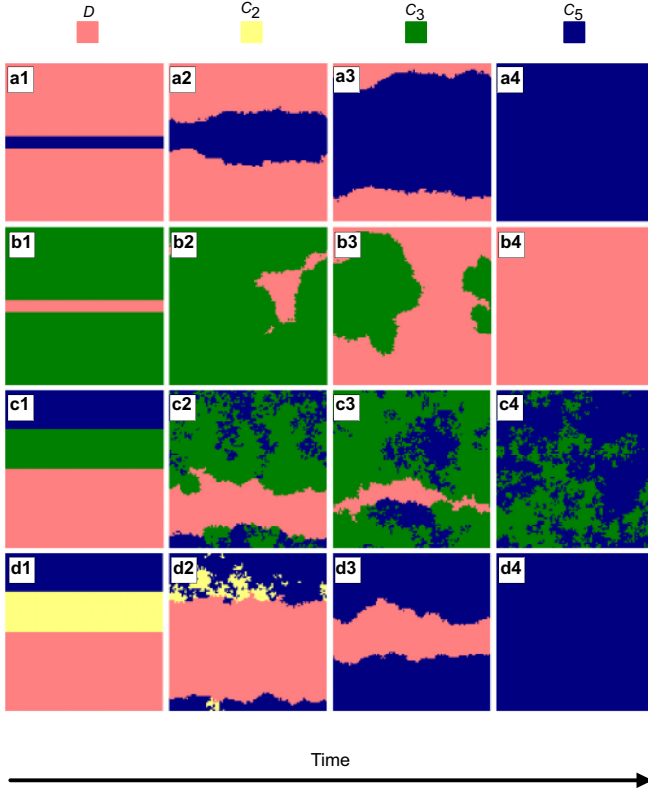 D C2 C3 C5
a1 a2 a3 a4
b1 b2 b3 b4
c1 c2 c3 c4
d1 d2 d3 d4
Time